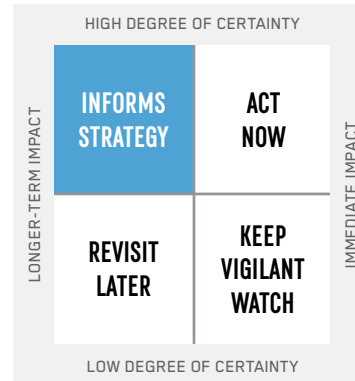 HIGH DEGREE OF CERTAINTY
LONGER-TERM IMPACT
INFORMS
STRATEGY
ACT
NOW
IMMEDIATE IMPACT
REVISIT
LATER
KEEP
VIGILANT
WATCH
LOW DEGREE OF CERTAINTY